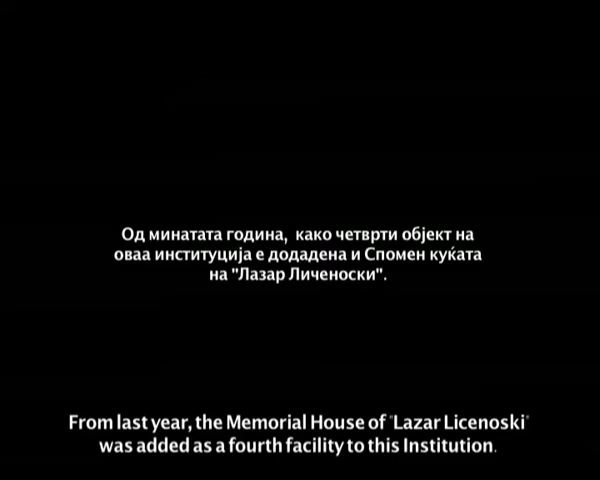 Од минатата година, како четврти објект на
оваа институција е додадена и Спомен куќата
на "Лазар Личеноски".
From last year, the Memorial House of "Lazar Licenoski"
was added as a fourth facility to this Institution.